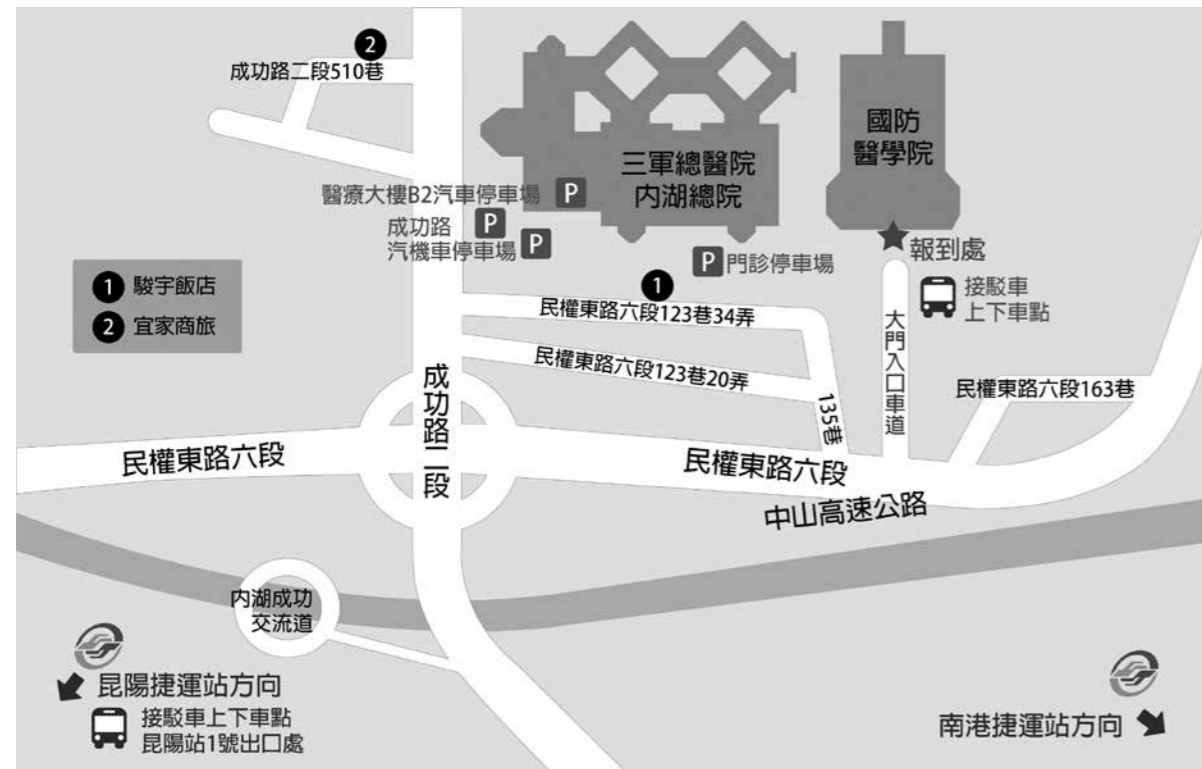 2
成功路二段510巷
國防
醫學院
三軍總醫院
內湖總院
醫療大樓B2汽車停車場 P
成功路 P
汽機車停車場 P
P 門診停車場
報到處
接駁車
上下車點
1 駿宇飯店
2 宜家商旅
1
民權東路六段123巷34弄
民權東路六段123巷20弄
135巷
大門入口車道
民權東路六段163巷
成功路二段
民權東路六段
民權東路六段
中山高速公路
內湖成功
交流道
昆陽捷運站方向
接駁車上下車點
昆陽站1號出口處
南港捷運站方向